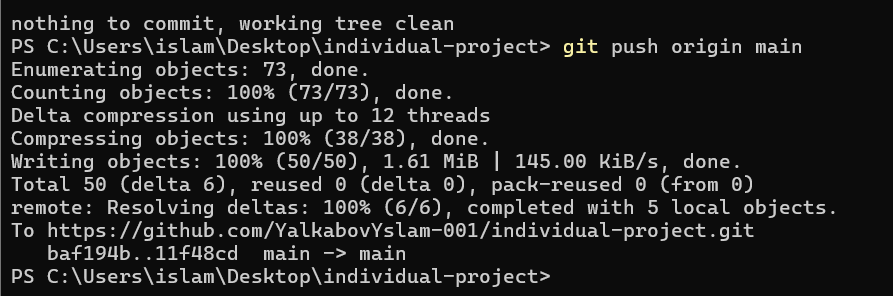 nothing to commit, working tree clean
PS C:\Users\islam\Desktop\individual-project> git push origin main
Enumerating objects: 73, done.
Counting objects: 100% (73/73), done.
Delta compression using up to 12 threads
Compressing objects: 100% (38/38), done.
Writing objects: 100% (50/50), 1.61 MiB | 145.00 KiB/s, done.
Total 50 (delta 6), reused 0 (delta 0), pack-reused 0 (from 0)
remote: Resolving deltas: 100% (6/6), completed with 5 local objects.
To https://github.com/YalkabovYslam-001/individual-project.git
   baf194b..11f48cd  main -> main
PS C:\Users\islam\Desktop\individual-project>